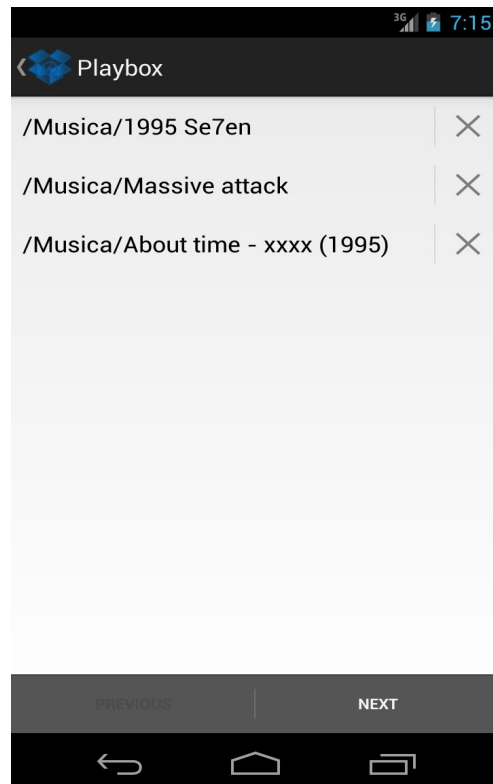 3G 7:15
Playbox
/Musica/1995 Se7en
/Musica/Massive attack
/Musica/About time - xxxx (1995)
PREVIOUS NEXT